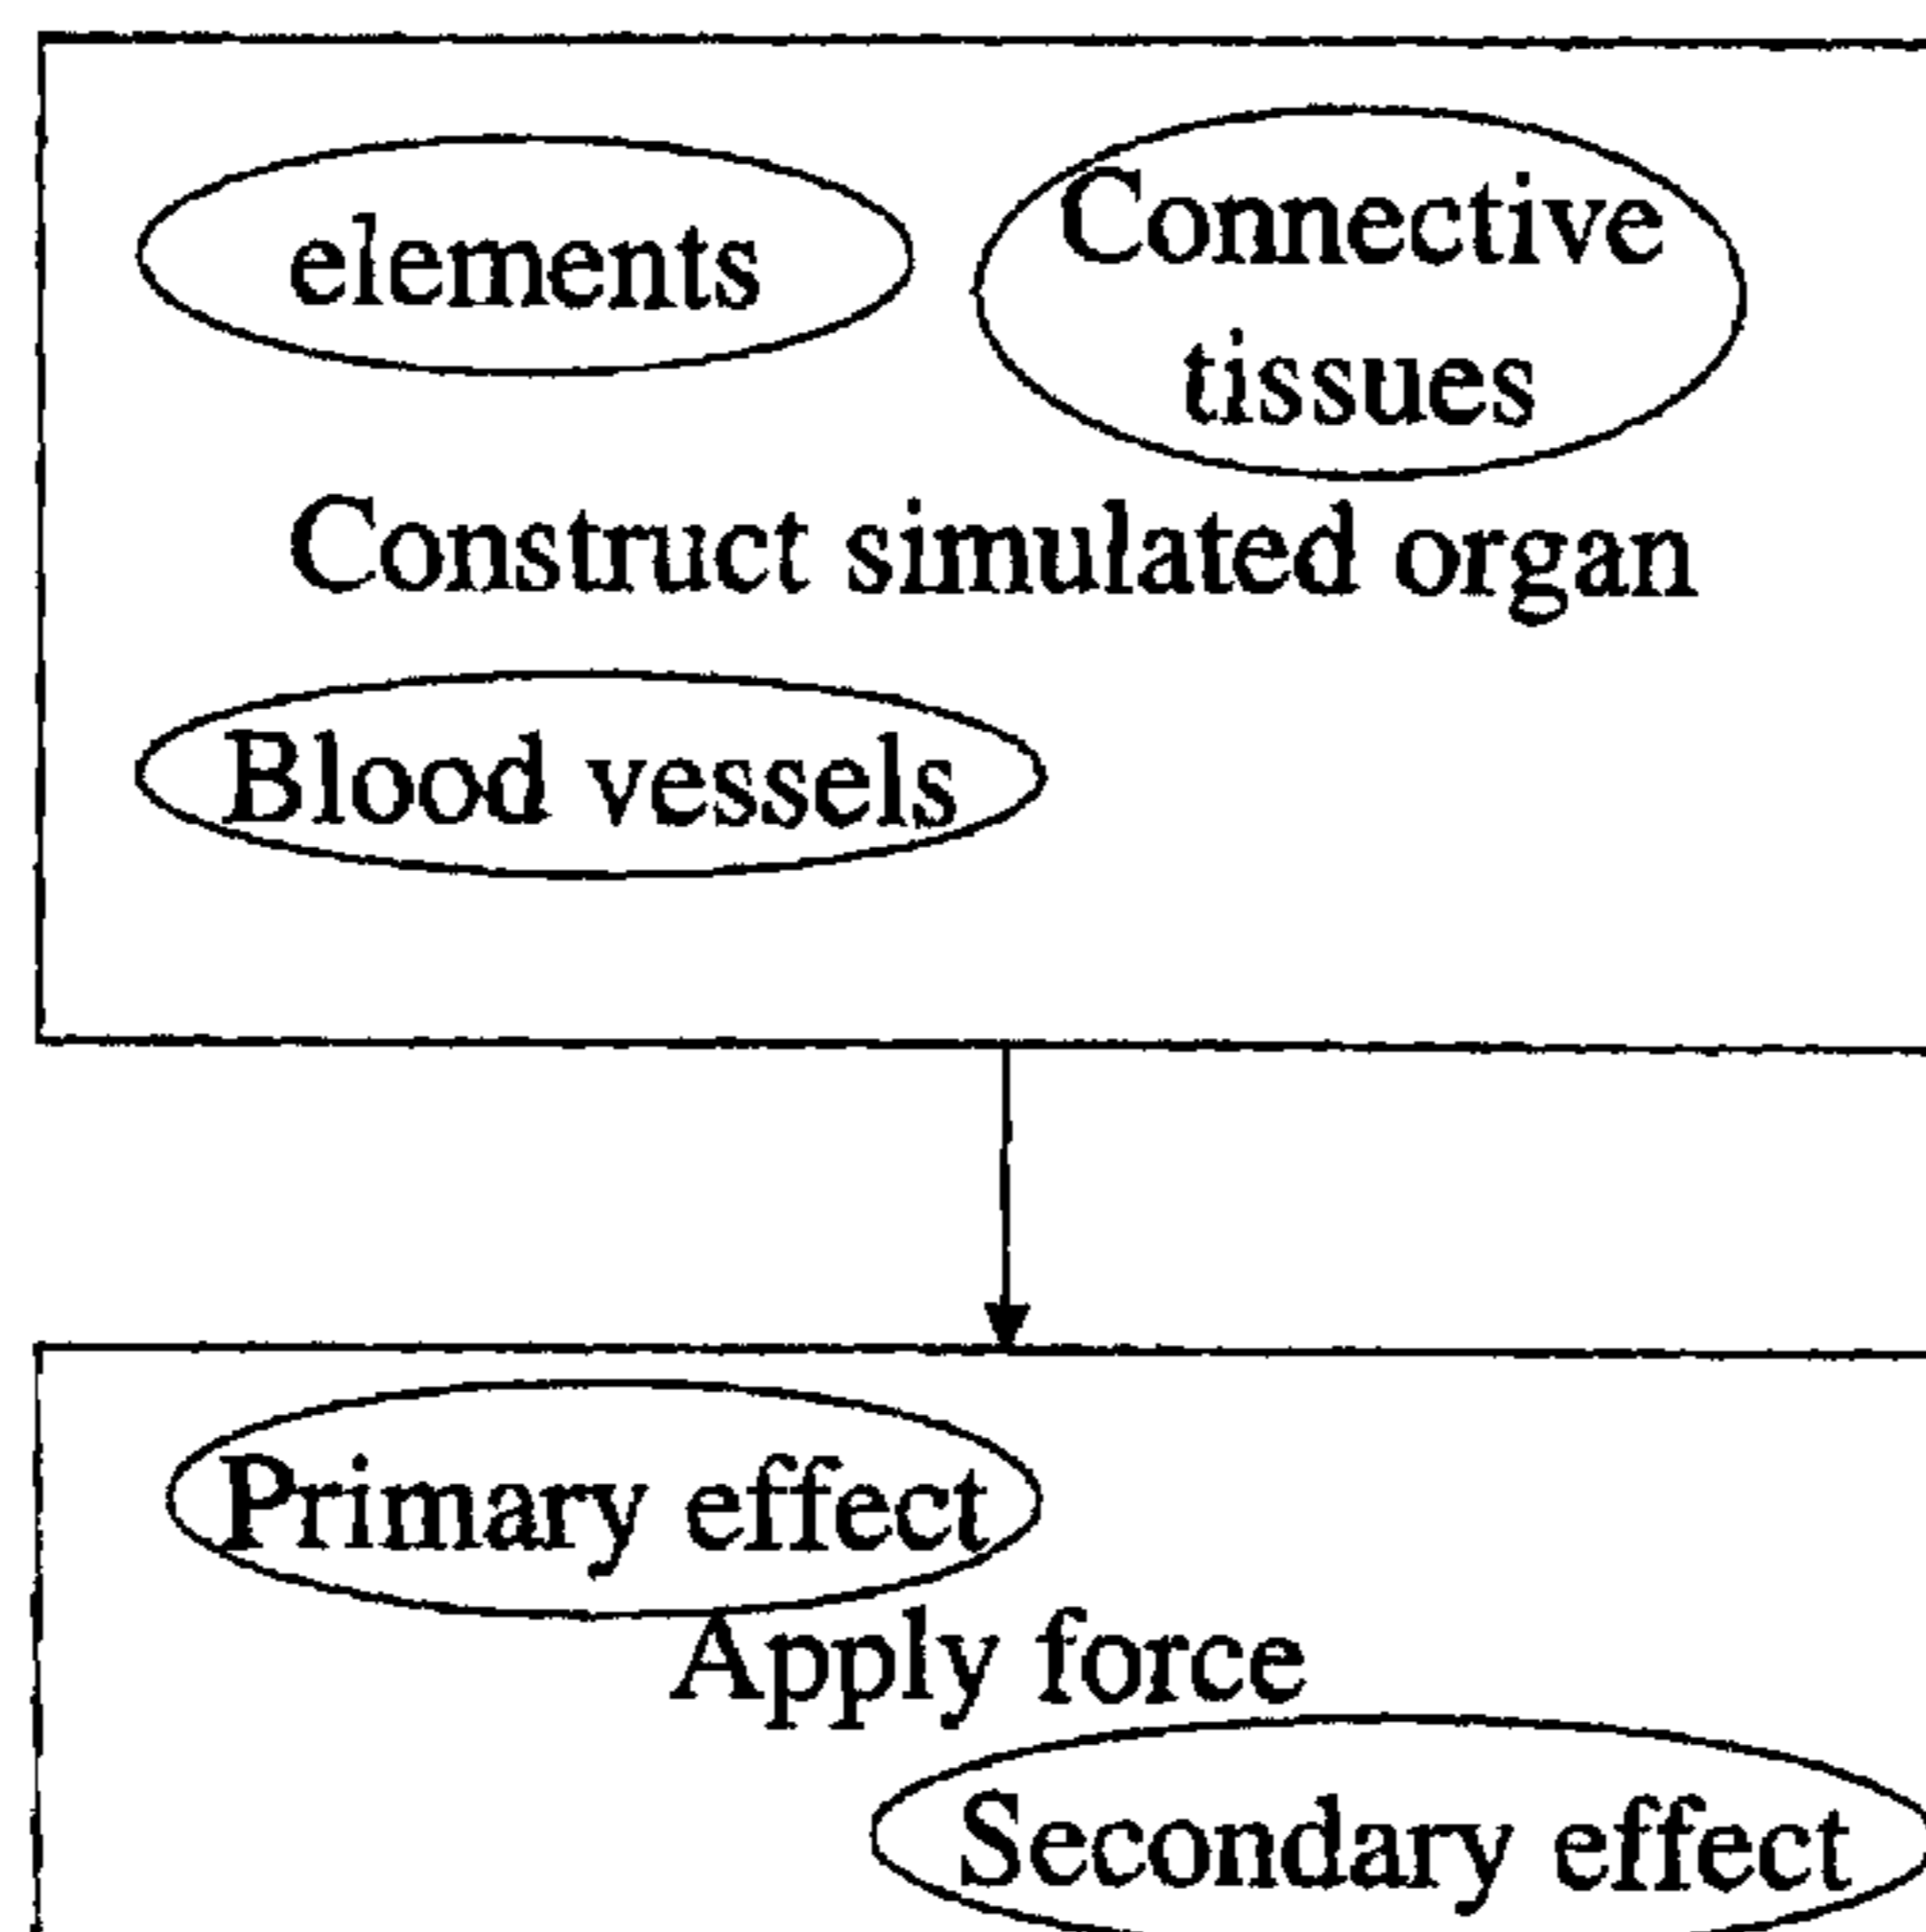 elements
Connective
tissues
Construct simulated organ
Blood vessels
Primary effect
Apply force
Secondary effect